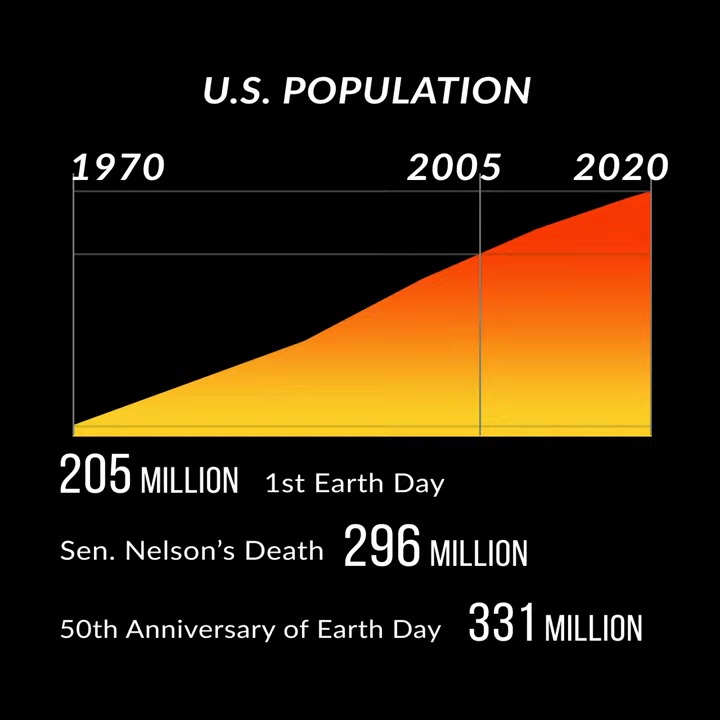 U.S. POPULATION
1970 2005 2020
205 MILLION 1st Earth Day
Sen. Nelson's Death 296 MILLION
50th Anniversary of Earth Day 331 MILLION